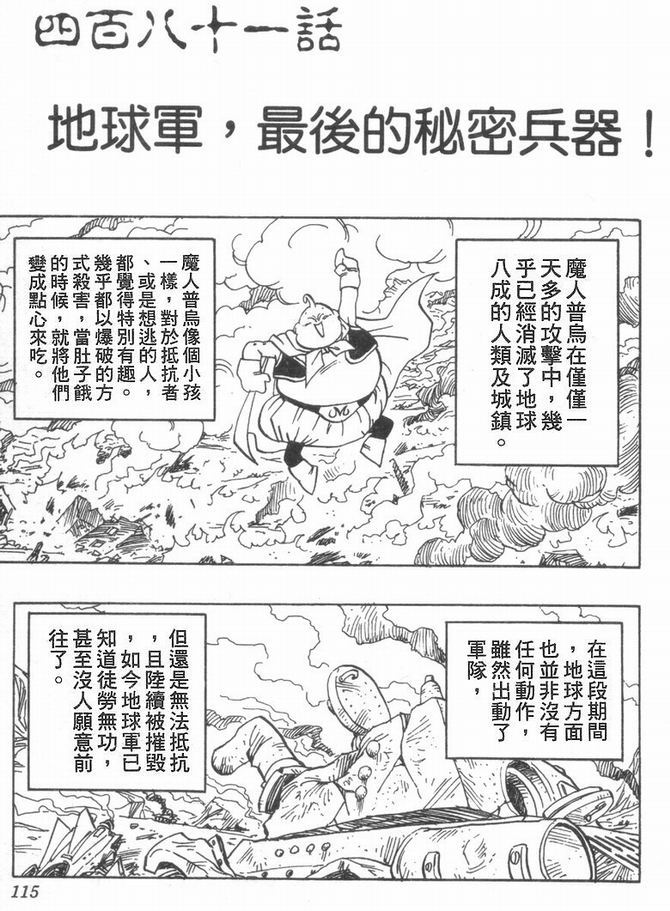 四百八十一話
地球軍，最後的秘密兵器！
魔人普烏在僅僅一
天多的攻擊中，幾
乎已經消滅了地球
八成的人類及城鎮。
魔人普烏像個小孩
一樣，對於抵抗者
、或是想逃的人，
都覺得特別有趣。
幾乎都以爆破的方
式殺害，當肚子餓
的時候，就將他們
變成點心來吃。
在這段期間
，地球方面
也並非沒有
任何動作，
雖然出動了
軍隊，
但還是無法抵抗
，且陸續被摧毀
，如今地球軍已
知道徒勞無功，
甚至沒人願意前
往了。
115